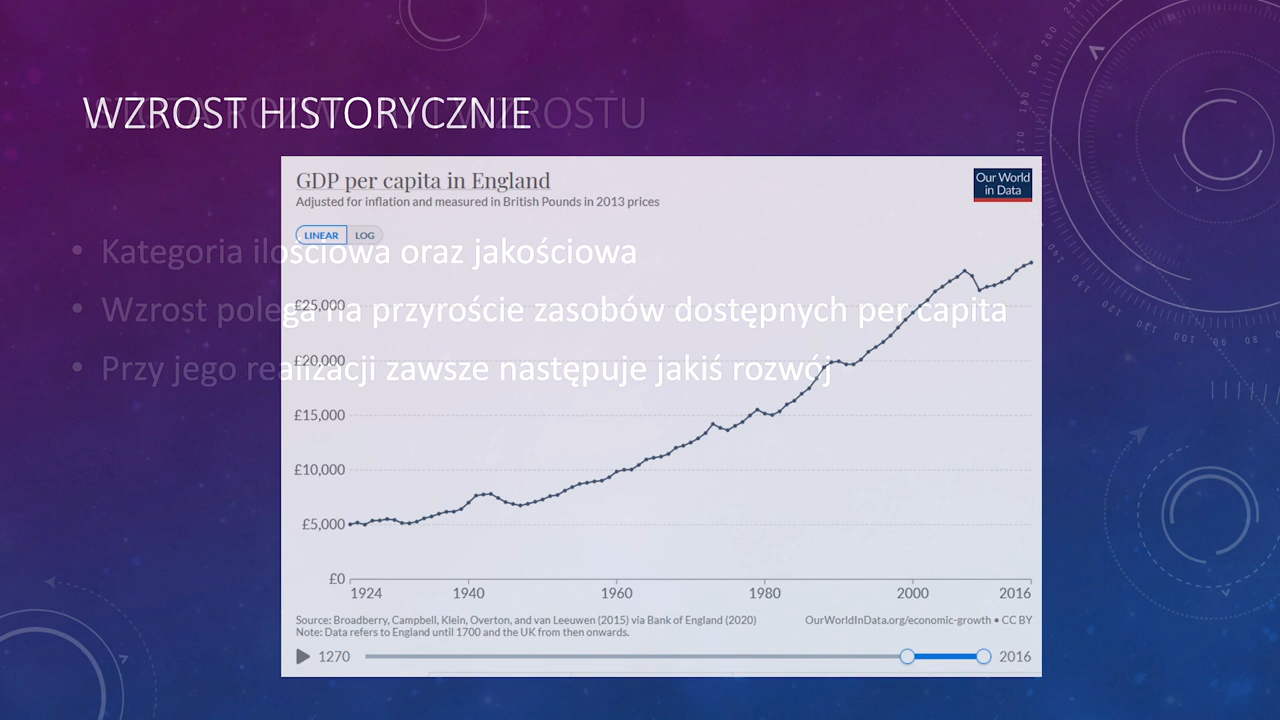 WZROST HISTORYCZNIE
GDP per capita in England
Adjusted for inflation and measured in British Pounds in 2013 prices
Our World
in Data
LINEAR LOG
• Kategoria ilościowa oraz jakościowa
• Wzrost polega na przyroście zasobów dostępnych per capita
• Przy jego realizacji zawsze następuje jakiś rozwój
£25,000
£20,000
£15,000
£10,000
£5,000
£0
1924 1940 1960 1980 2000 2016
Source: Broadberry, Campbell, Klein, Overton, and van Leeuwen (2015) via Bank of England (2020)
OurWorldInData.org/economic-growth • CC BY
Note: Data refers to England until 1700 and the UK from then onwards.
1270 2016